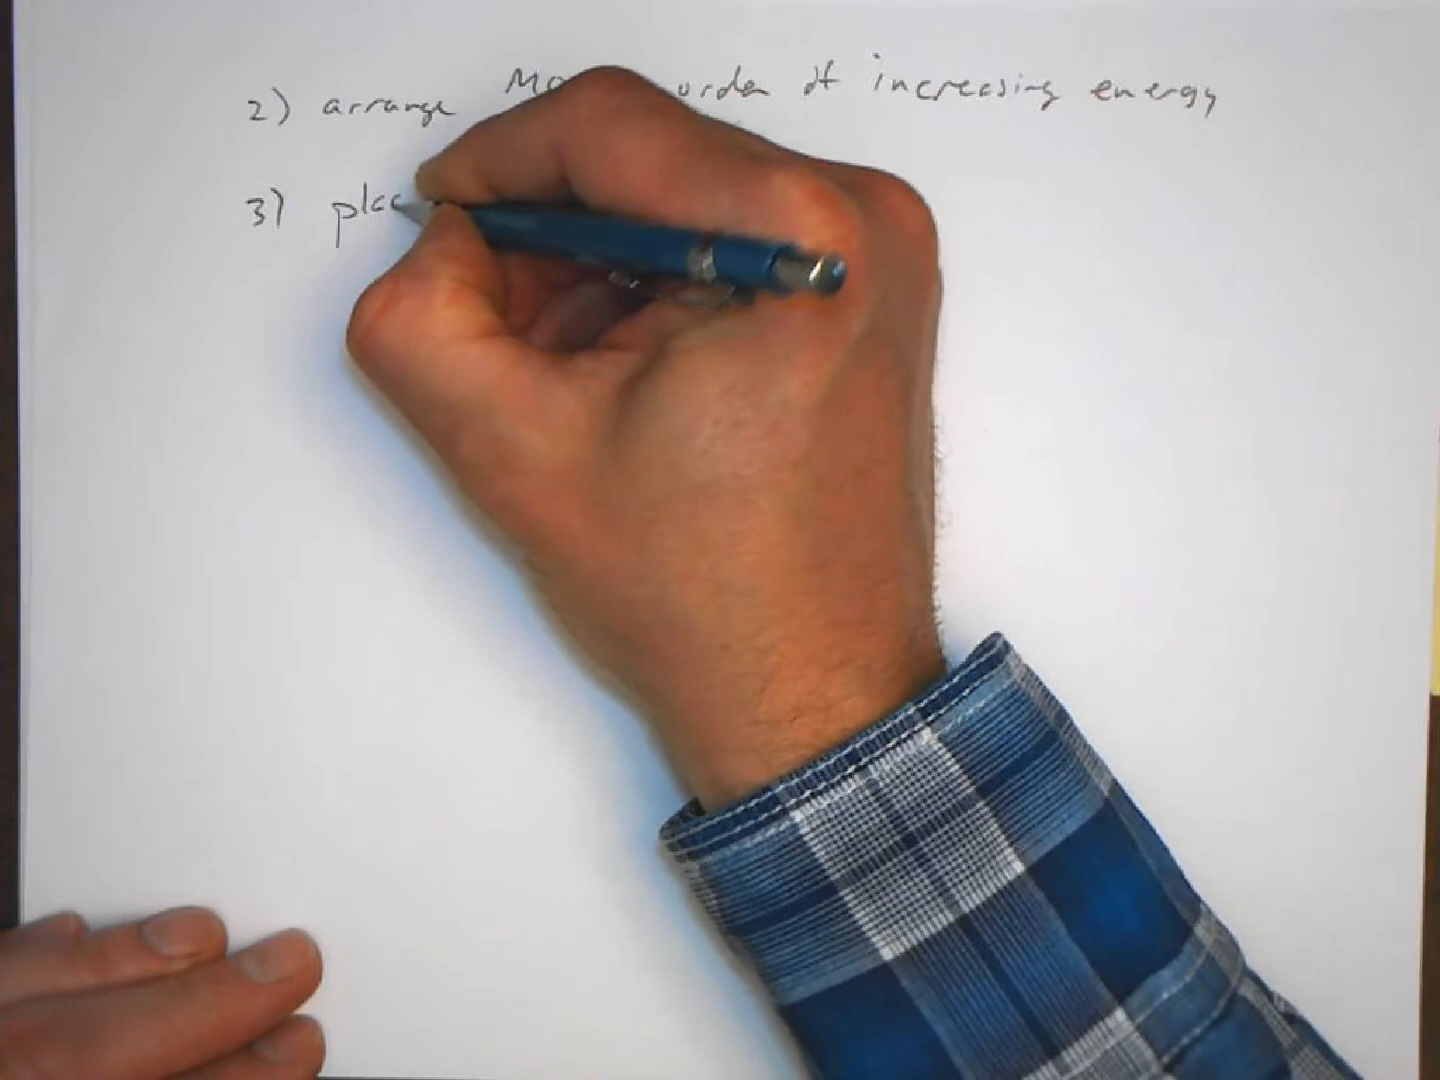 2) arrange Mo order of increasing energy
3) plac